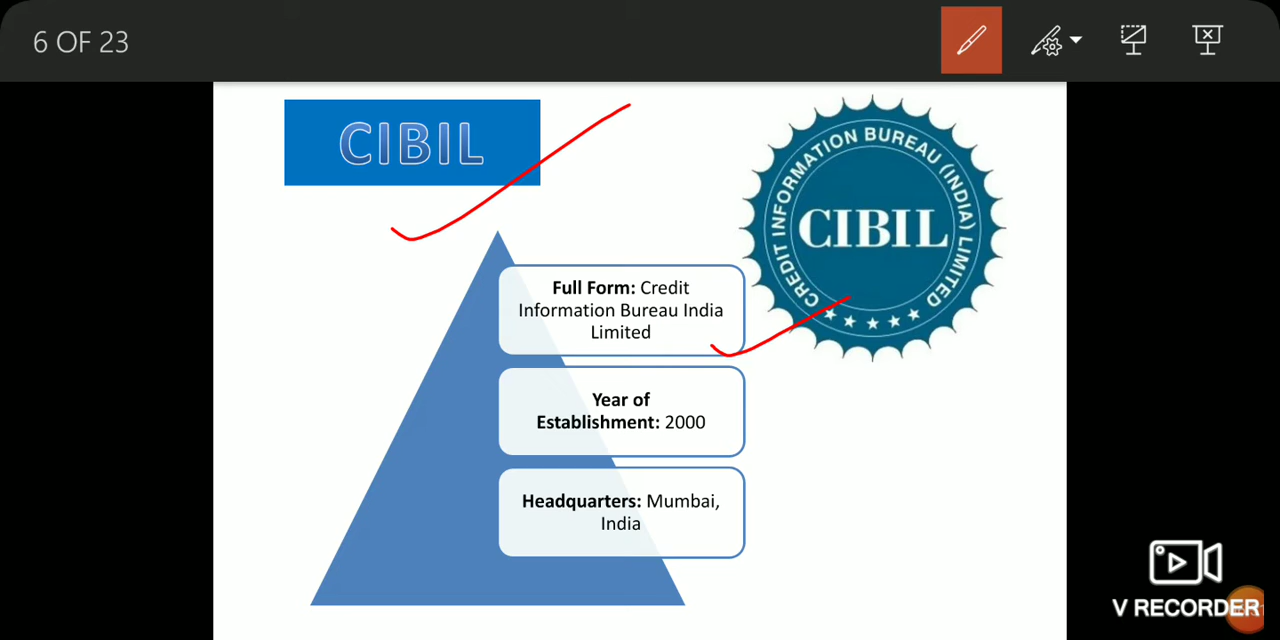 6 OF 23
CIBIL
CREDIT INFORMATION BUREAU (INDIA) LIMITED
CIBIL
Full Form: Credit
Information Bureau India
Limited
Year of
Establishment: 2000
Headquarters: Mumbai,
India
V RECORDER